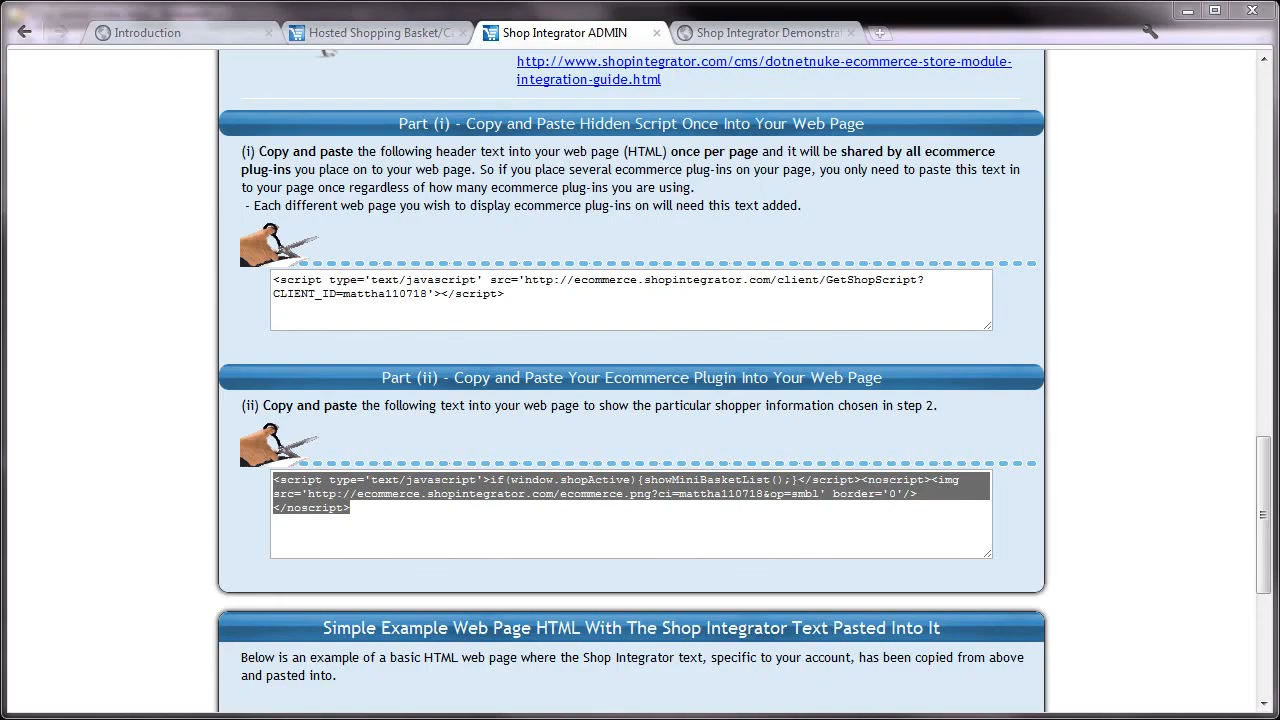 Introduction
Hosted Shopping Basket/C
Shop Integrator ADMIN
Shop Integrator Demonstra
http://www.shopintegrator.com/cms/dotnetnuke-ecommerce-store-module-
integration-guide.html
Part (i) - Copy and Paste Hidden Script Once Into Your Web Page
(i) Copy and paste the following header text into your web page (HTML) once per page and it will be shared by all ecommerce
plug-ins you place on to your web page. So if you place several ecommerce plug-ins on your page, you only need to paste this text in
to your page once regardless of how many ecommerce plug-ins you are using.
- Each different web page you wish to display ecommerce plug-ins on will need this text added.
<script type='text/javascript' src='http://ecommerce.shopintegrator.com/client/GetShopScript?
CLIENT_ID=mattha110718'></script>
Part (ii) - Copy and Paste Your Ecommerce Plugin Into Your Web Page
(ii) Copy and paste the following text into your web page to show the particular shopper information chosen in step 2.
<script type='text/javascript'>if(window.shopActive){showMiniBasketList();}</script><noscript><img
src='http://ecommerce.shopintegrator.com/ecommerce.png?ci=mattha110718&op=smbl' border='0'/>
</noscript>
Simple Example Web Page HTML With The Shop Integrator Text Pasted Into It
Below is an example of a basic HTML web page where the Shop Integrator text, specific to your account, has been copied from above
and pasted into.